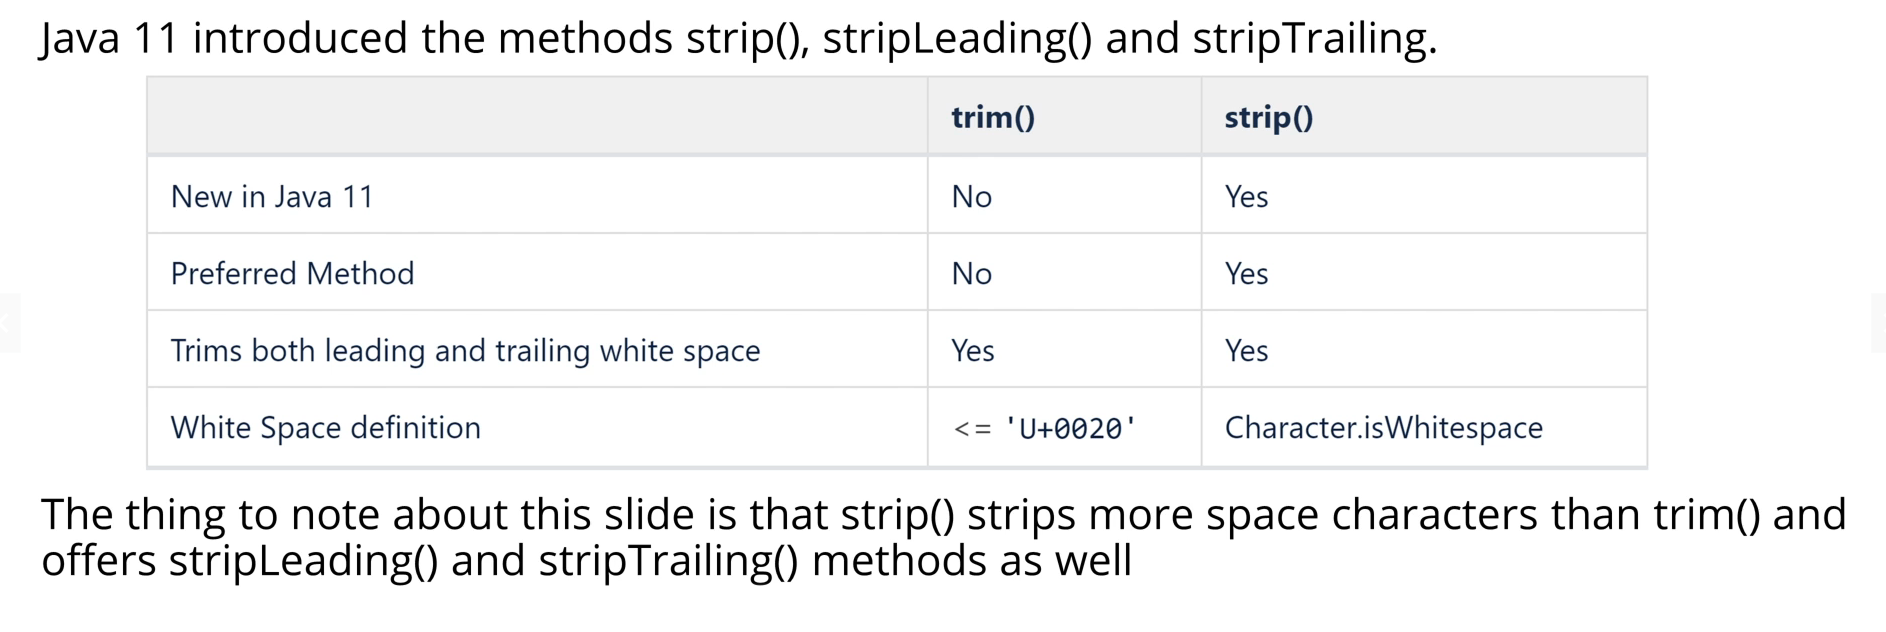 Java 11 introduced the methods strip(), stripLeading() and stripTrailing.
trim() strip()
New in Java 11 No Yes
Preferred Method No Yes
Trims both leading and trailing white space Yes Yes
White Space definition <= 'U+0020' Character.isWhitespace
The thing to note about this slide is that strip() strips more space characters than trim() and
offers stripLeading() and stripTrailing() methods as well